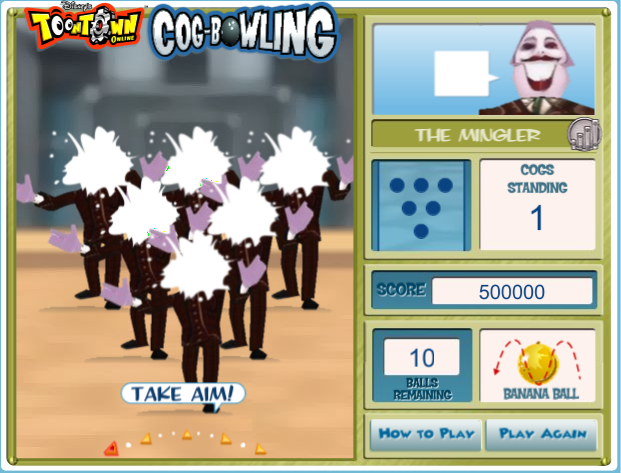 Disney's
TOONTOWN
ONLINE
COG-BOWLING
THE MINGLER
COGS
STANDING
1
SCORE 500000
10
BALLS
REMAINING
BANANA BALL
TAKE AIM!
HOW TO PLAY
PLAY AGAIN